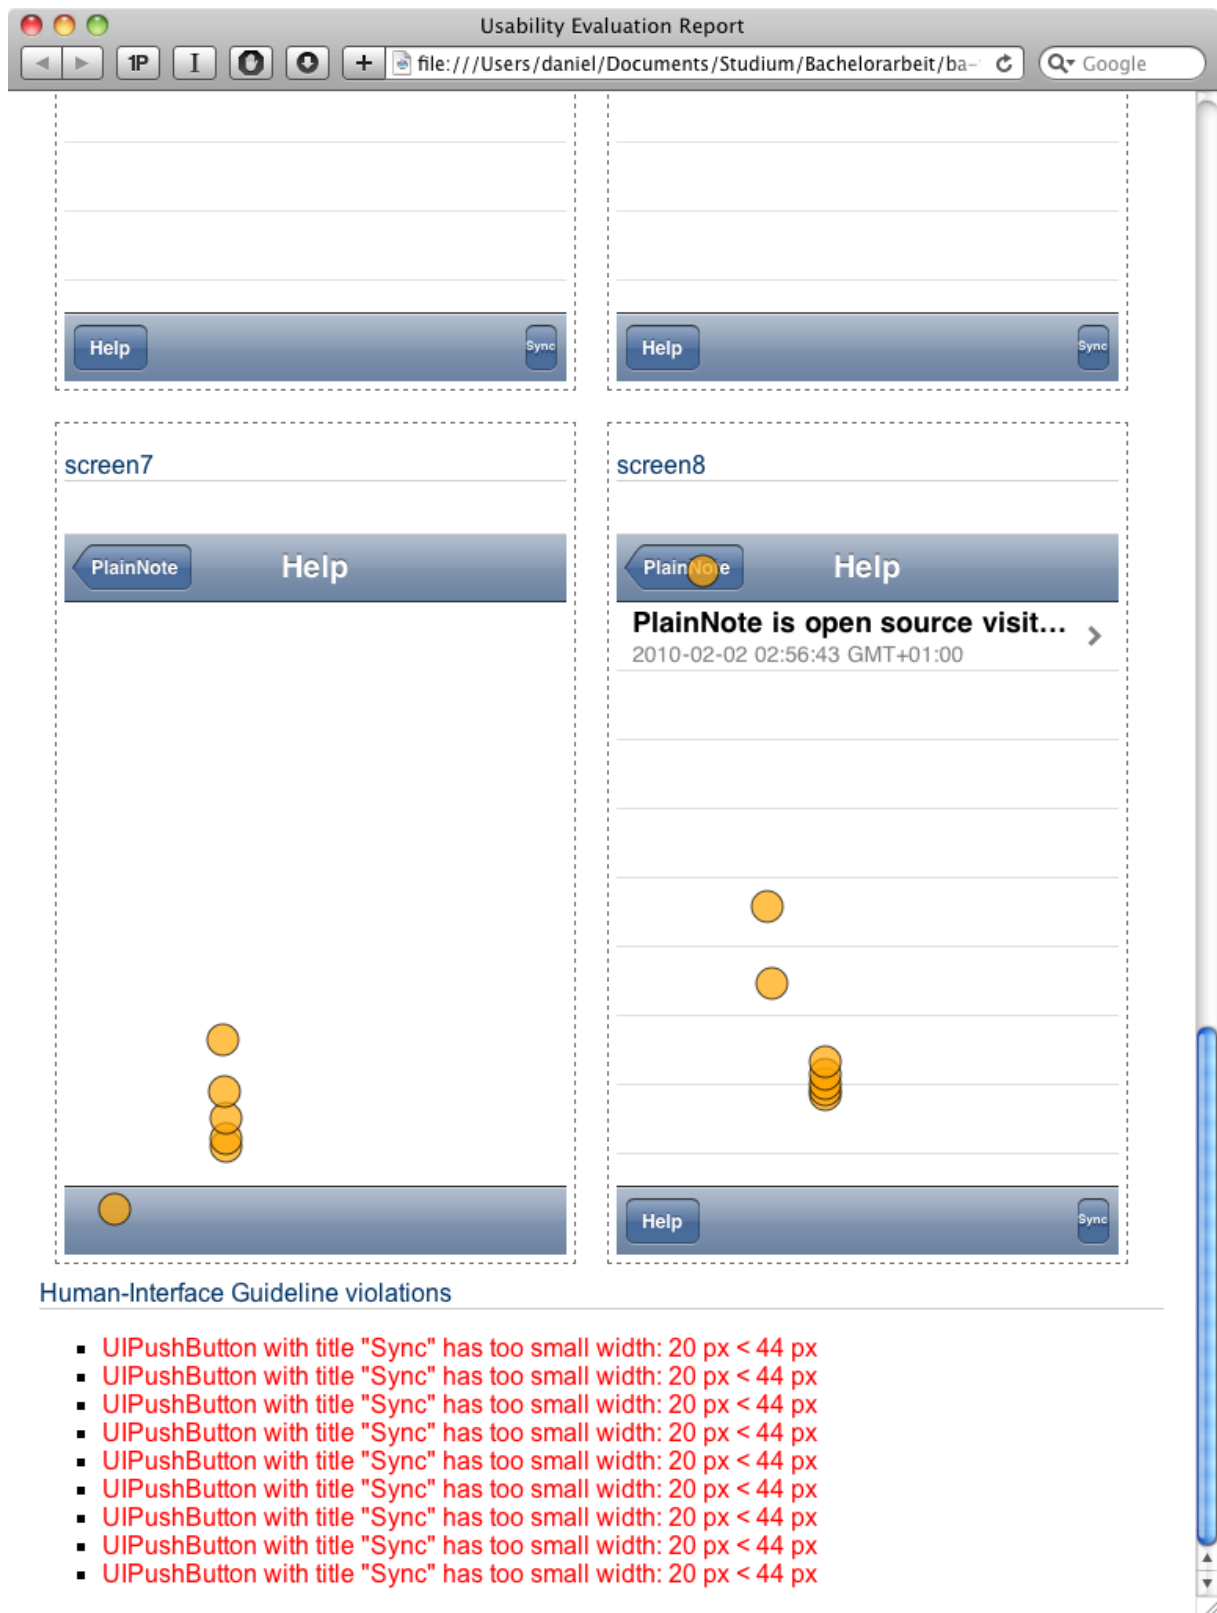 Usability Evaluation Report
1P
file:///Users/daniel/Documents/Studium/Bachelorarbeit/ba-
Google
Help
Sync
Help
Sync
screen7
screen8
PlainNote
Help
PlainNote
Help
PlainNote is open source visit...
2010-02-02 02:56:43 GMT+01:00
Help
Sync
Human-Interface Guideline violations
UIPushButton with title "Sync" has too small width: 20 px < 44 px
UIPushButton with title "Sync" has too small width: 20 px < 44 px
UIPushButton with title "Sync" has too small width: 20 px < 44 px
UIPushButton with title "Sync" has too small width: 20 px < 44 px
UIPushButton with title "Sync" has too small width: 20 px < 44 px
UIPushButton with title "Sync" has too small width: 20 px < 44 px
UIPushButton with title "Sync" has too small width: 20 px < 44 px
UIPushButton with title "Sync" has too small width: 20 px < 44 px
UIPushButton with title "Sync" has too small width: 20 px < 44 px